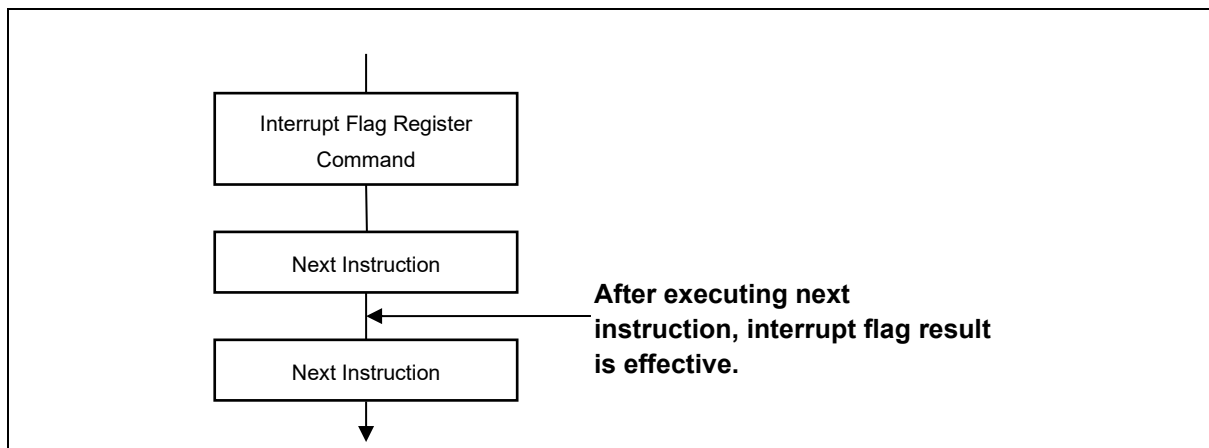 Interrupt Flag Register
Command
Next Instruction
After executing next
instruction, interrupt flag result
is effective.
Next Instruction